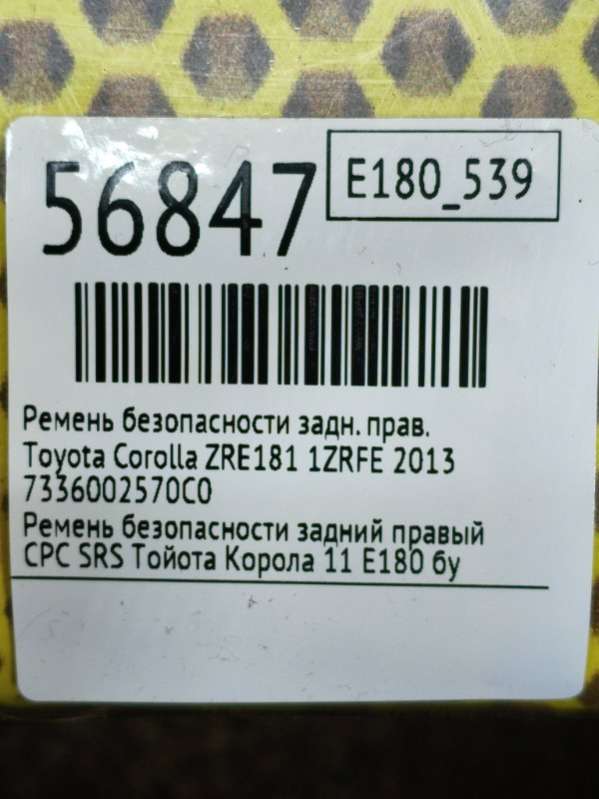 56847
E180_539
Ремень безопасности задн. прав.
Toyota Corolla ZRE181 1ZRFE 2013
7336002570C0
Ремень безопасности задний правый
СРС SRS Тойота Корола 11 Е180 бу